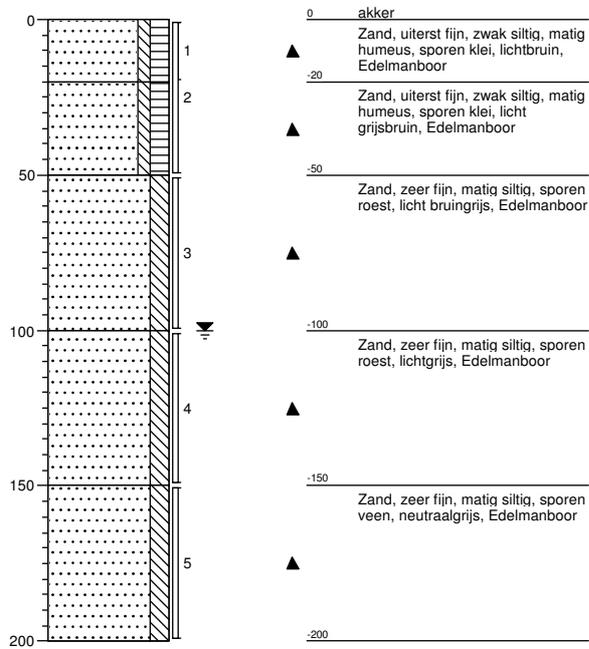 0
akker
0
Zand, uiterst fijn, zwak siltig, matig
humeus, sporen klei, lichtbruin,
Edelmanboor
1
-20
2
Zand, uiterst fijn, zwak siltig, matig
humeus, sporen klei, licht
grijsbruin, Edelmanboor
50
-50
Zand, zeer fijn, matig siltig, sporen
roest, licht bruingrijs, Edelmanboor
3
100
-100
Zand, zeer fijn, matig siltig, sporen
roest, lichtgrijs, Edelmanboor
4
150
-150
Zand, zeer fijn, matig siltig, sporen
veen, neutraalgrijs, Edelmanboor
5
200
-200